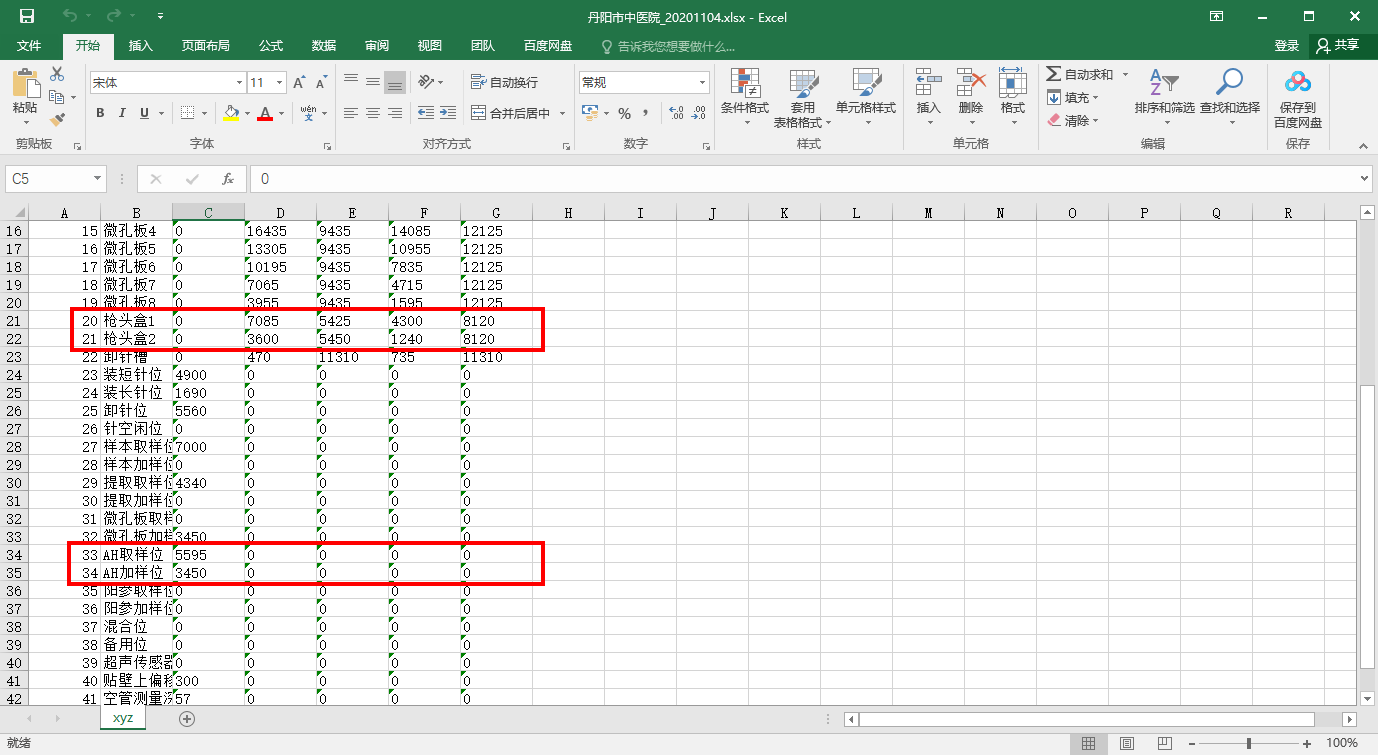 丹阳市中医院_20201104.xlsx - Excel
文件 开始 插入 页面布局 公式 数据 审阅 视图 团队 百度网盘 告诉我您想要做什么... 登录 共享
粘贴 宋体 11 A A 自动换行 常规 条件格式 套用 表格格式 单元格样式 插入 删除 格式 自动求和 排序和筛选 查找和选择 保存到 百度网盘
B I U A wén 文 合并后居中 % , 填充
清除
剪贴板 字体 对齐方式 数字 样式 单元格 编辑 保存
C5 fx 0
A B C D E F G H I J K L M N O P Q R
16 15 微孔板4 0 16435 9435 14085 12125
17 16 微孔板5 0 13305 9435 10955 12125
18 17 微孔板6 0 10195 9435 7835 12125
19 18 微孔板7 0 7065 9435 4715 12125
20 19 微孔板8 0 3955 9435 1595 12125
21 20 枪头盒1 0 7085 5425 4300 8120
22 21 枪头盒2 0 3600 5450 1240 8120
23 22 卸针槽 0 470 11310 735 11310
24 23 装短针位 4900 0 0 0 0
25 24 装长针位 1690 0 0 0 0
26 25 卸针位 5560 0 0 0 0
27 26 针空闲位 0 0 0 0 0
28 27 样本取样位 7000 0 0 0 0
29 28 样本加样位 0 0 0 0 0
30 29 提取取样位 4340 0 0 0 0
31 30 提取加样位 0 0 0 0 0
32 31 微孔板取样 0 0 0 0 0
33 32 微孔板加样 3450 0 0 0 0
34 33 AH取样位 5595 0 0 0 0
35 34 AH加样位 3450 0 0 0 0
36 35 阳参取样位 0 0 0 0 0
37 36 阳参加样位 0 0 0 0 0
38 37 混合位 0 0 0 0 0
39 38 备用位 0 0 0 0 0
40 39 超声传感器 0 0 0 0 0
41 40 贴壁上偏移 300 0 0 0 0
42 41 空管测量 57 0 0 0 0
xyz
就绪 100%